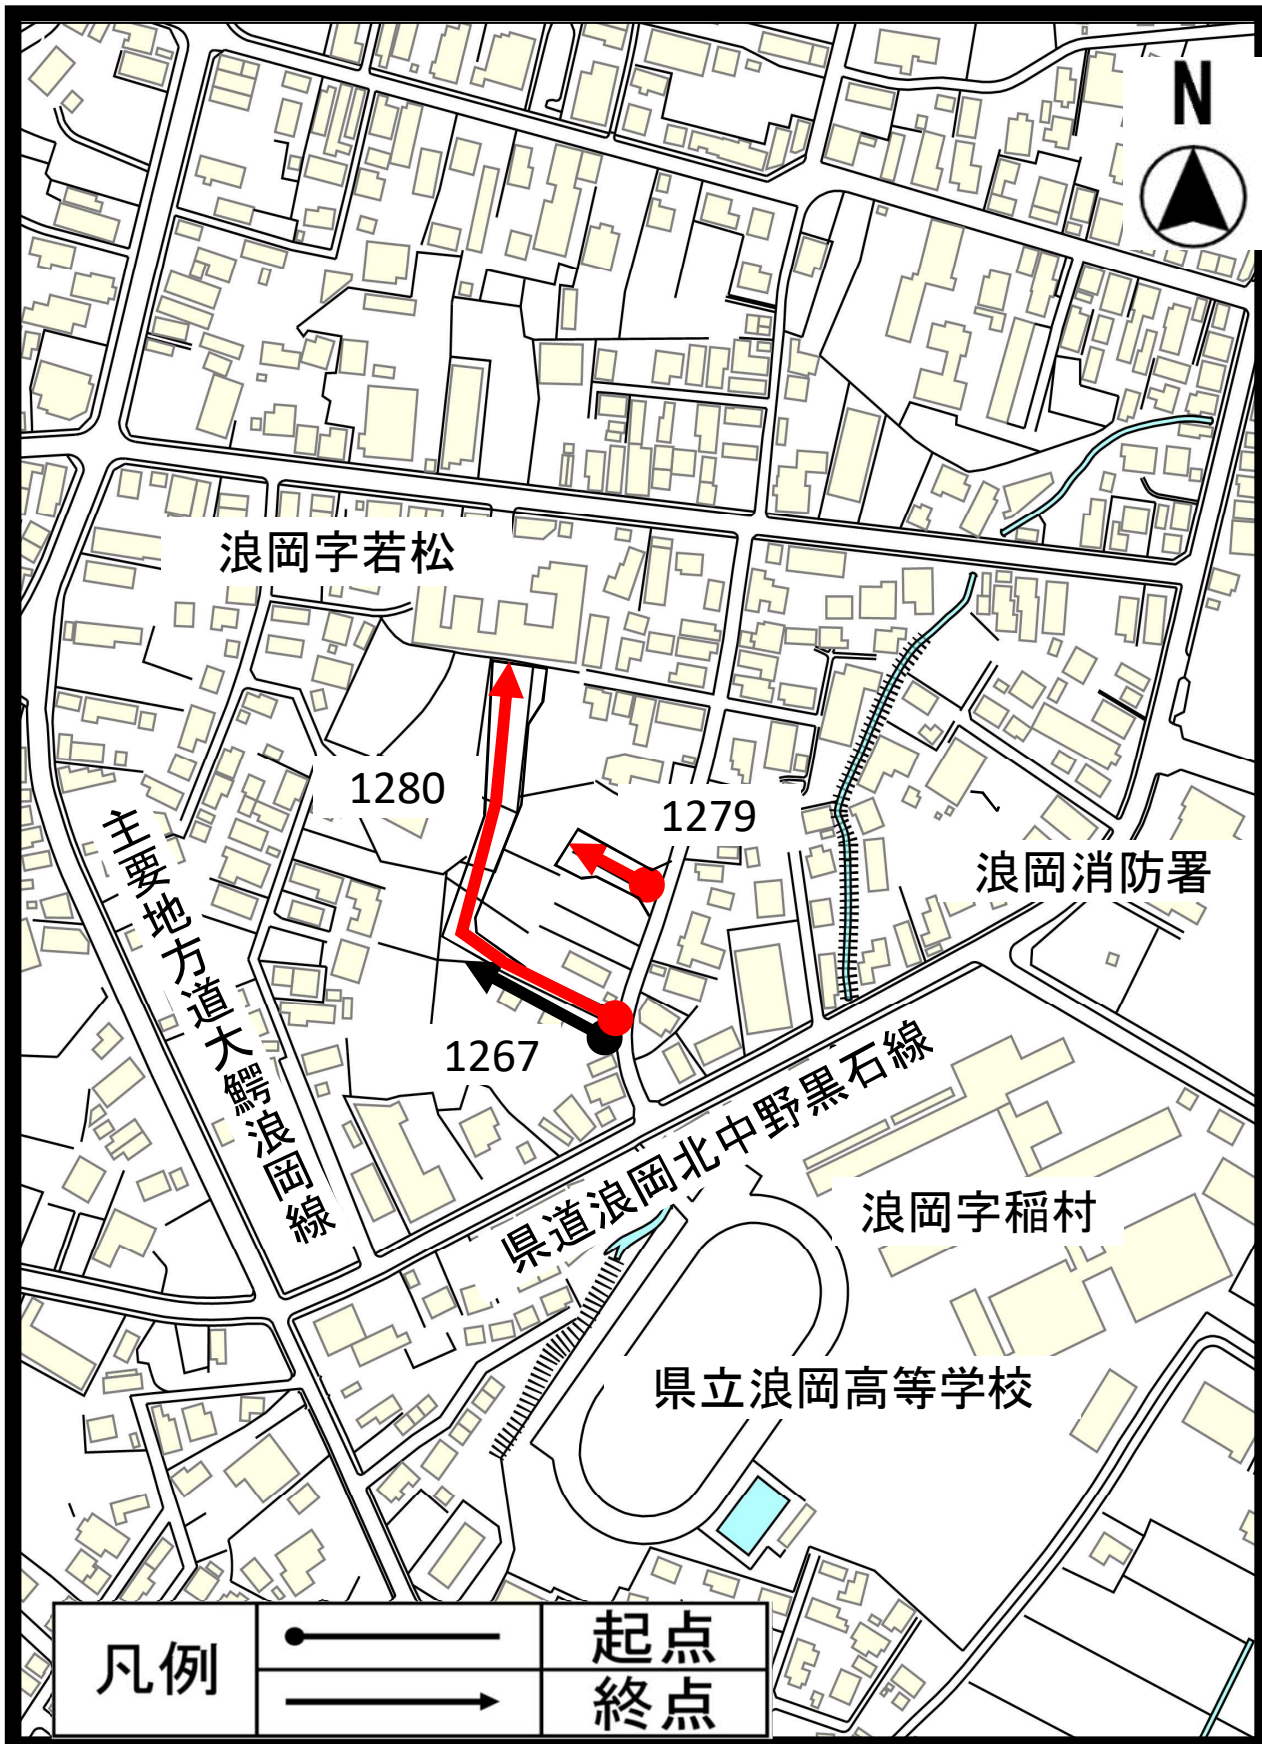 N
浪岡字若松
1280
1279
主要地方道大鰐浪岡線
浪岡消防署
1267
県道浪岡北中野黒石線
浪岡字稲村
県立浪岡高等学校
凡例
起点
終点